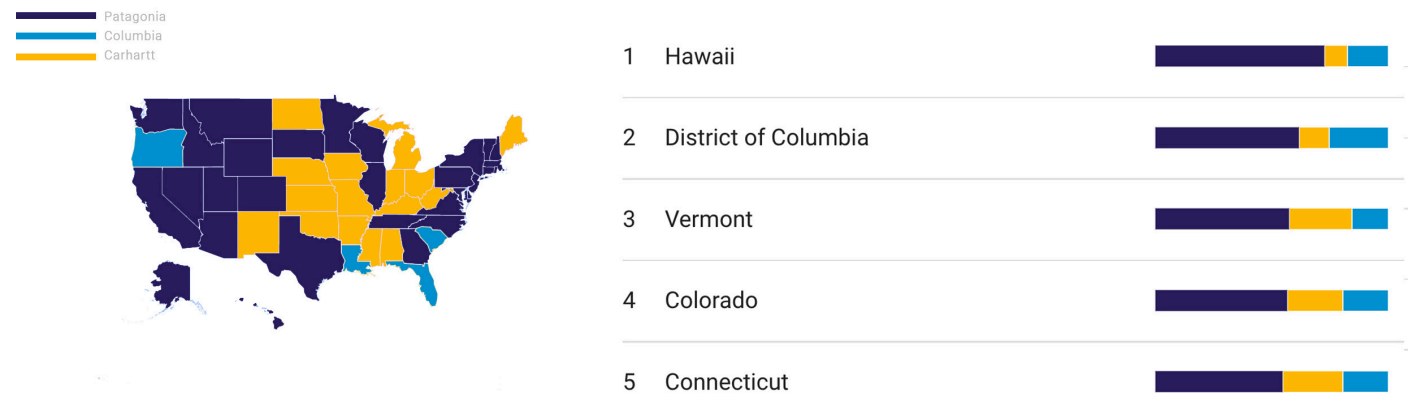 Patagonia
Columbia
Carhartt
1 Hawaii
2 District of Columbia
3 Vermont
4 Colorado
5 Connecticut